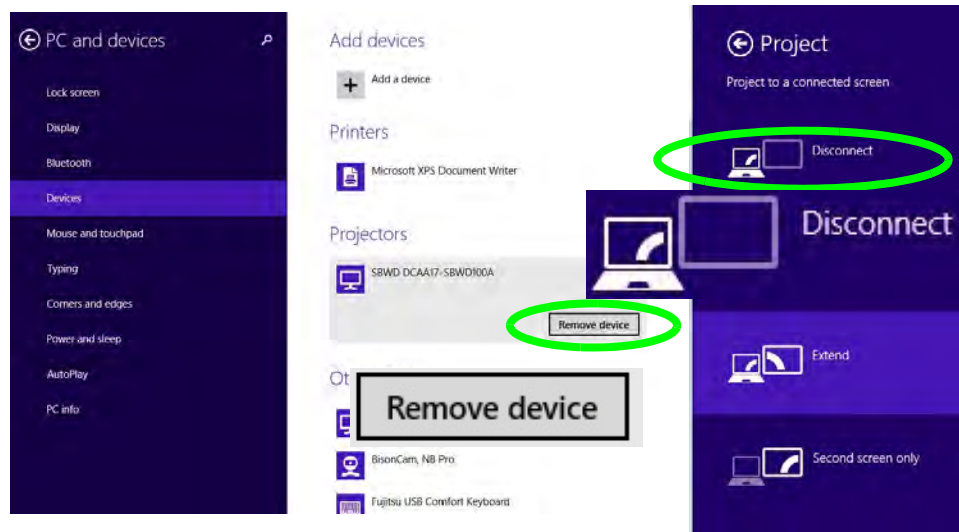 PC and devices
Lock screen
Display
Bluetooth
Devices
Mouse and touchpad
Typing
Corners and edges
Power and sleep
AutoPlay
PC info
Add devices
Add a device
Printers
Microsoft XPS Document Writer
Projectors
SBWD DCAA17-SBWD100A
Remove device
Ot
Remove device
BisonCam, NB Pro
Fujitsu USB Comfort Keyboard
Project
Project to a connected screen
Disconnect
Disconnect
Extend
Second screen only